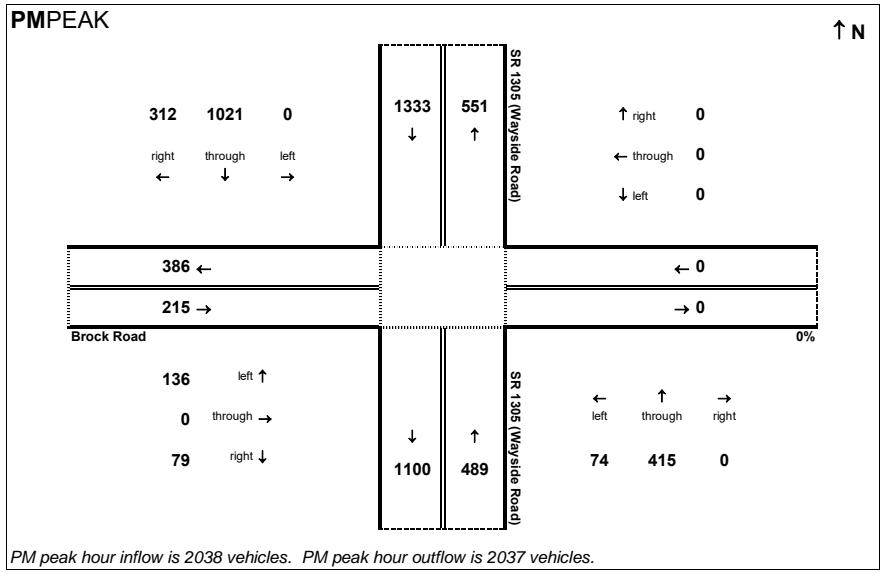 PMPEAK
↑ N
312 1021 0
right through left
← ↓ →
1333 551
↓ ↑
SR 1305 (Wayside Road)
↑ right 0
← through 0
↓ left 0
386 ←
215 →
← 0
→ 0
Brock Road
0%
136 left ↑
0 through →
79 right ↓
↓ ↑
1100 489
SR 1305 (Wayside Road)
← ↑ →
left through right
74 415 0
PM peak hour inflow is 2038 vehicles. PM peak hour outflow is 2037 vehicles.